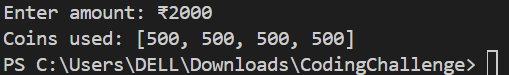 Enter amount: ₹2000
Coins used: [500, 500, 500, 500]
PS C:\Users\DELL\Downloads\CodingChallenge>